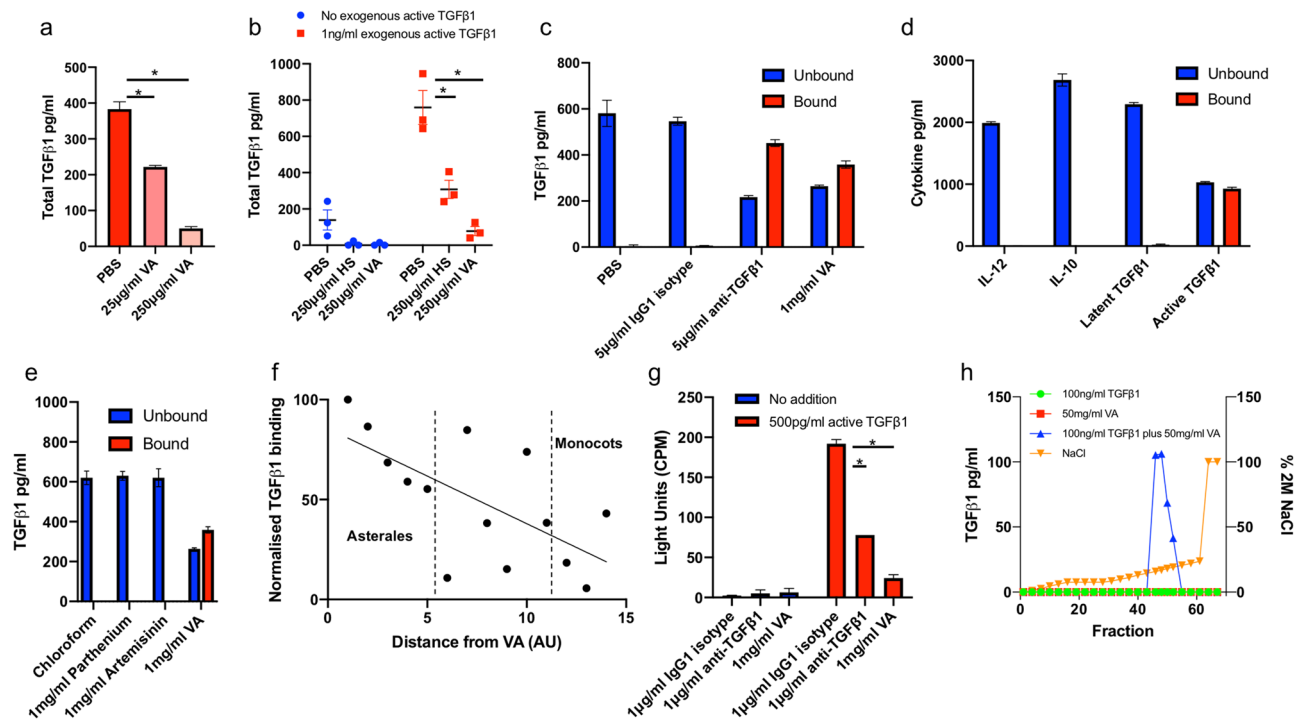 a
Total TGFβ1 pg/ml
500
400
300
200
100
0
*
*
PBS
25µg/ml VA
250µg/ml VA
b
No exogenous active TGFβ1
1ng/ml exogenous active TGFβ1
Total TGFβ1 pg/ml
1000
800
600
400
200
0
*
*
PBS
250µg/ml HS
250µg/ml VA
PBS
250µg/ml HS
250µg/ml VA
c
TGFβ1 pg/ml
800
600
400
200
0
Unbound
Bound
PBS
5µg/ml IgG1 isotype
5µg/ml anti-TGFβ1
1mg/ml VA
d
Cytokine pg/ml
3000
2000
1000
0
Unbound
Bound
IL-12
IL-10
Latent TGFβ1
Active TGFβ1
e
TGFβ1 pg/ml
1000
800
600
400
200
0
Unbound
Bound
Chloroform
1mg/ml Parthenium
1mg/ml Artemisinin
1mg/ml VA
f
Normalised TGFβ1 binding
100
50
0
Asterales
Monocots
0 5 10 15
Distance from VA (AU)
g
Light Units (CPM)
250
200
150
100
50
0
No addition
500pg/ml active TGFβ1
*
*
1µg/ml IgG1 isotype
1µg/ml anti-TGFβ1
1mg/ml VA
1µg/ml IgG1 isotype
1µg/ml anti-TGFβ1
1mg/ml VA
h
TGFβ1 pg/ml
150
100
50
0
100ng/ml TGFβ1
50mg/ml VA
100ng/ml TGFβ1 plus 50mg/ml VA
NaCl
150
100
50
0
% 2M NaCl
0 20 40 60
Fraction